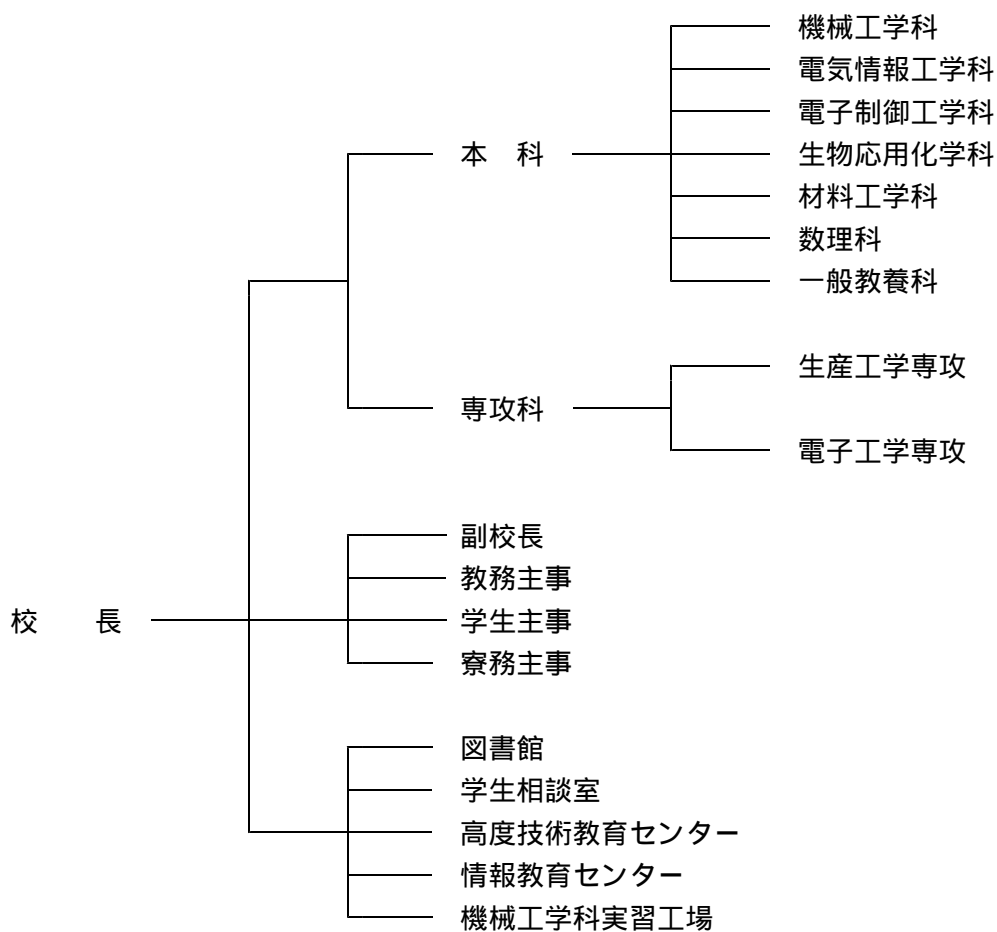 機械工学科
電気情報工学科
電子制御工学科
本　科
生物応用化学科
材料工学科
数理科
一般教養科
生産工学専攻
専攻科
電子工学専攻
副校長
教務主事
校　　長
学生主事
寮務主事
図書館
学生相談室
高度技術教育センター
情報教育センター
機械工学科実習工場